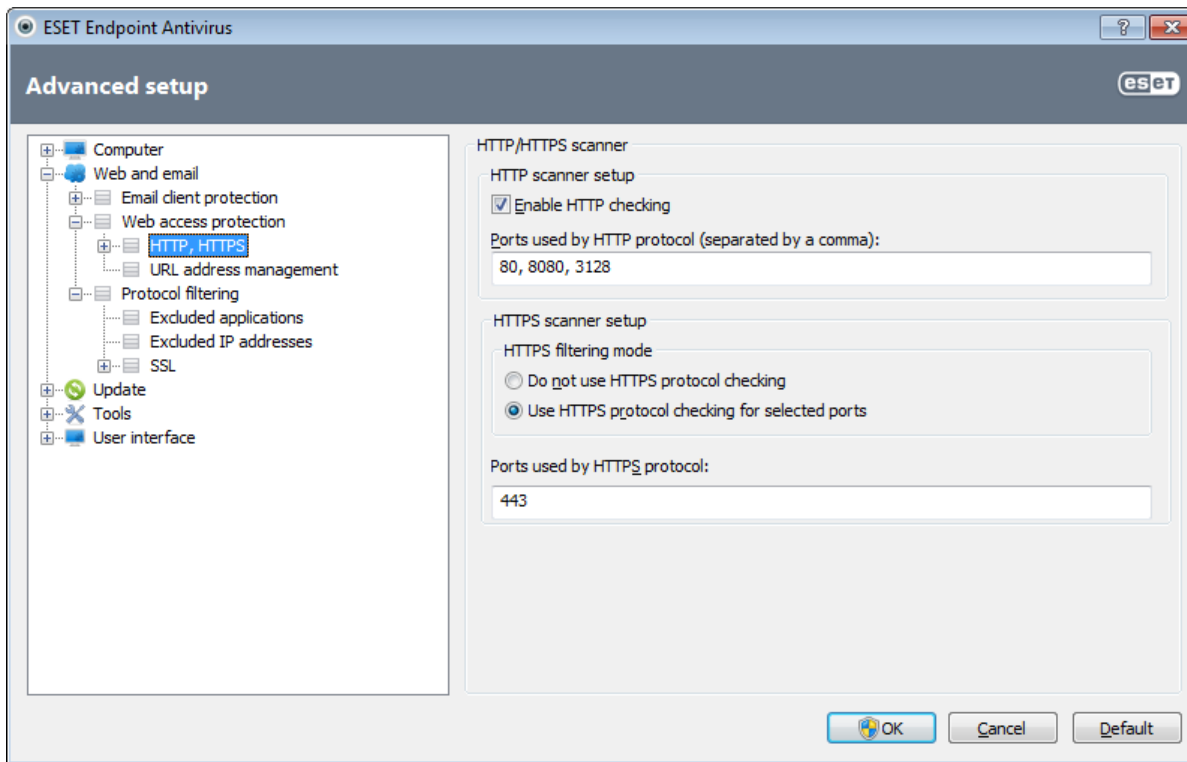 ESET Endpoint Antivirus
?
Advanced setup
eset
Computer
Web and email
Email client protection
Web access protection
HTTP, HTTPS
URL address management
Protocol filtering
Excluded applications
Excluded IP addresses
SSL
Update
Tools
User interface
HTTP/HTTPS scanner
HTTP scanner setup
Enable HTTP checking
Ports used by HTTP protocol (separated by a comma):
80, 8080, 3128
HTTPS scanner setup
HTTPS filtering mode
Do not use HTTPS protocol checking
Use HTTPS protocol checking for selected ports
Ports used by HTTPS protocol:
443
OK
Cancel
Default